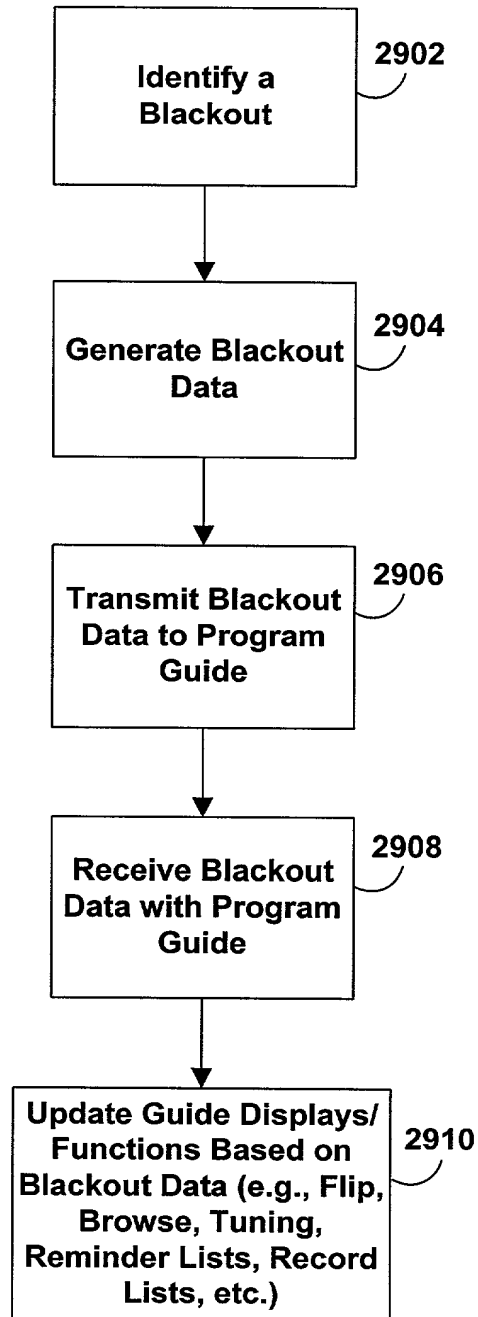 Identify a
Blackout
2902
Generate Blackout
Data
2904
Transmit Blackout
Data to Program
Guide
2906
Receive Blackout
Data with Program
Guide
2908
Update Guide Displays/
Functions Based on
Blackout Data (e.g., Flip,
Browse, Tuning,
Reminder Lists, Record
Lists, etc.)
2910